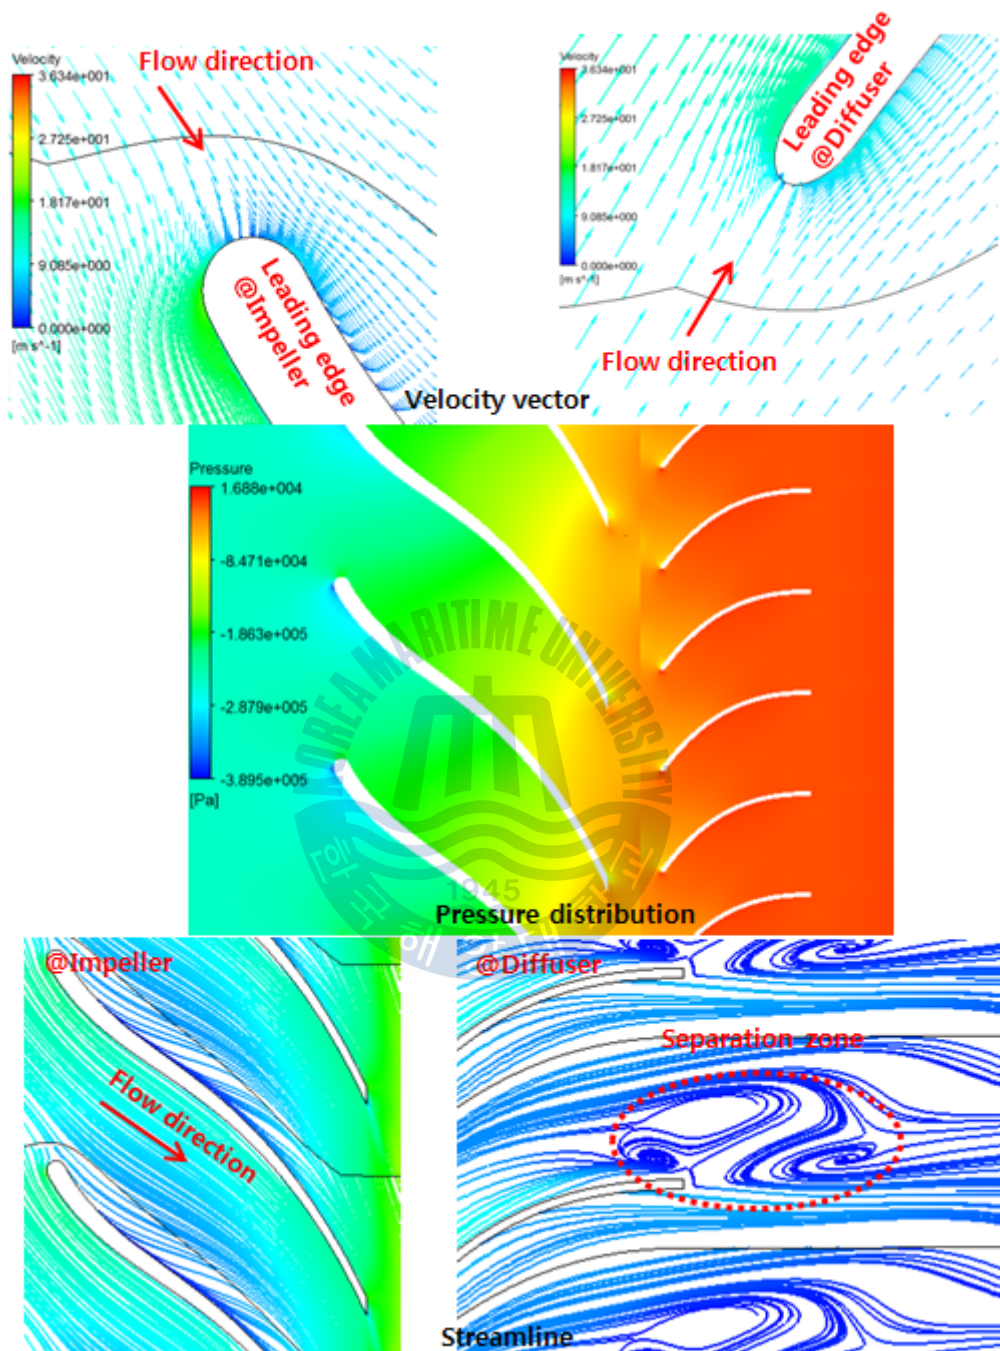 Flow direction
Velocity
3.634e+001
2.725e+001
1.817e+001
9.085e+000
0.000e+000
[m s^-1]
Leading edge
@Impeller
Velocity
3.634e+001
2.725e+001
1.817e+001
9.085e+000
0.000e+000
[m s^-1]
Leading edge
@Diffuser
Flow direction
Velocity vector
Pressure
1.688e+004
-8.471e+004
-1.863e+005
-2.879e+005
-3.895e+005
[Pa]
KOREA MARITIME UNIVERSITY
1945
Pressure distribution
@Impeller
Flow direction
@Diffuser
Separation zone
Streamline